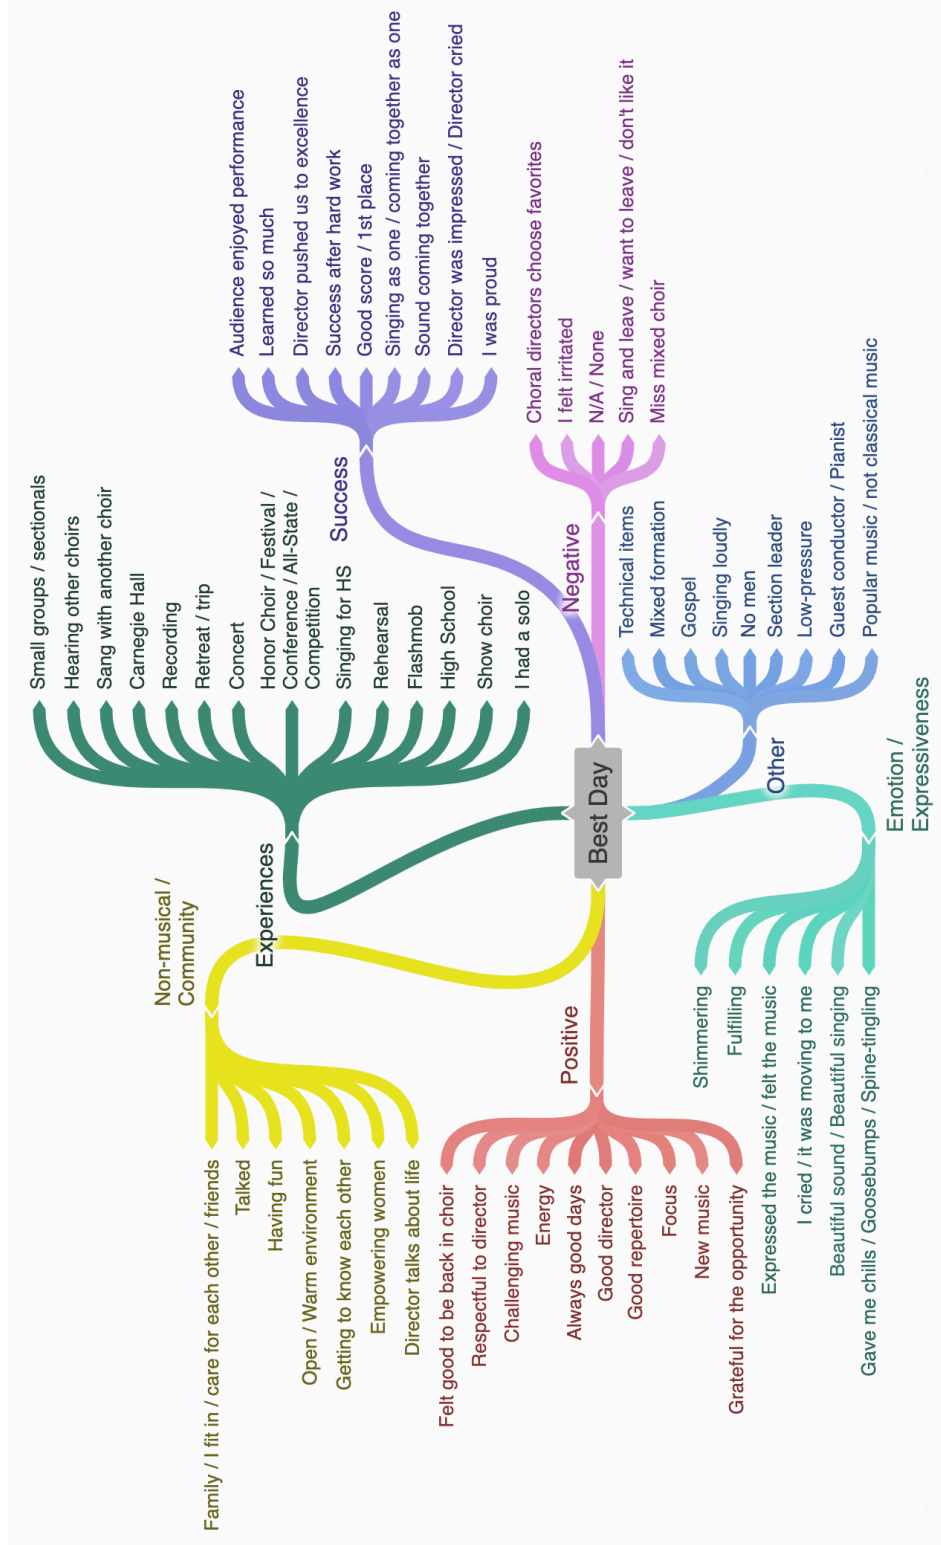 Best Day
Non-musical /
Community
Family / I fit in / care for each other / friends
Talked
Having fun
Open / Warm environment
Getting to know each other
Empowering women
Director talks about life
Positive
Felt good to be back in choir
Respectful to director
Challenging music
Energy
Always good days
Good director
Good repertoire
Focus
New music
Grateful for the opportunity
Emotion /
Expressiveness
Shimmering
Fulfilling
Expressed the music / felt the music
I cried / it was moving to me
Beautiful sound / Beautiful singing
Gave me chills / Goosebumps / Spine-tingling
Experiences
Small groups / sectionals
Hearing other choirs
Sang with another choir
Carnegie Hall
Recording
Retreat / trip
Concert
Honor Choir / Festival /
Conference / All-State /
Competition
Singing for HS
Rehearsal
Flashmob
High School
Show choir
I had a solo
Success
Audience enjoyed performance
Learned so much
Director pushed us to excellence
Success after hard work
Good score / 1st place
Singing as one / coming together as one
Sound coming together
Director was impressed / Director cried
I was proud
Negative
Choral directors choose favorites
I felt irritated
N/A / None
Sing and leave / want to leave / don't like it
Miss mixed choir
Other
Technical items
Mixed formation
Gospel
Singing loudly
No men
Section leader
Low-pressure
Guest conductor / Pianist
Popular music / not classical music